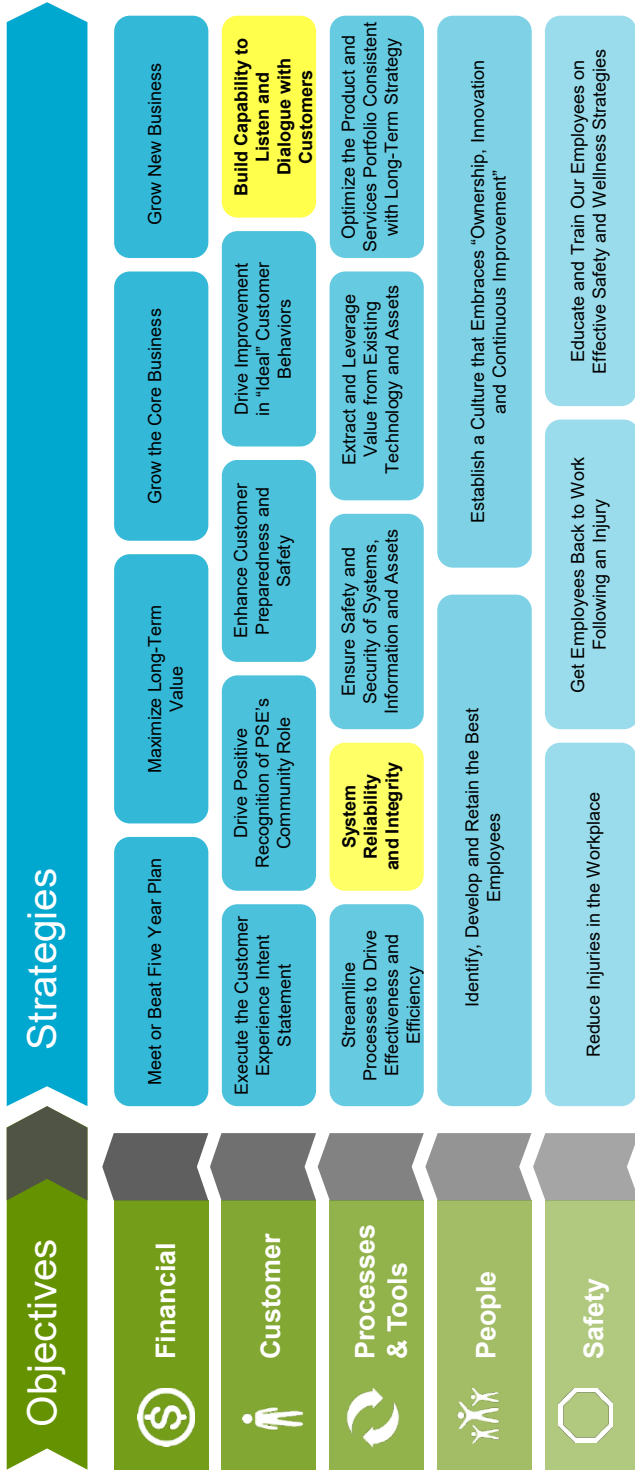 Objectives
Strategies
Financial
Meet or Beat Five Year Plan
Maximize Long-Term
Value
Grow the Core Business
Grow New Business
Customer
Execute the Customer
Experience Intent
Statement
Drive Positive
Recognition of PSE’s
Community Role
Enhance Customer
Preparedness and
Safety
Drive Improvement
in “Ideal” Customer
Behaviors
Build Capability to
Listen and
Dialogue with
Customers
Processes
& Tools
Streamline
Processes to Drive
Effectiveness and
Efficiency
System
Reliability
and Integrity
Ensure Safety and
Security of Systems,
Information and Assets
Extract and Leverage
Value from Existing
Technology and Assets
Optimize the Product and
Services Portfolio Consistent
with Long-Term Strategy
People
Identify, Develop and Retain the Best
Employees
Establish a Culture that Embraces “Ownership, Innovation
and Continuous Improvement”
Safety
Reduce Injuries in the Workplace
Get Employees Back to Work
Following an Injury
Educate and Train Our Employees on
Effective Safety and Wellness Strategies